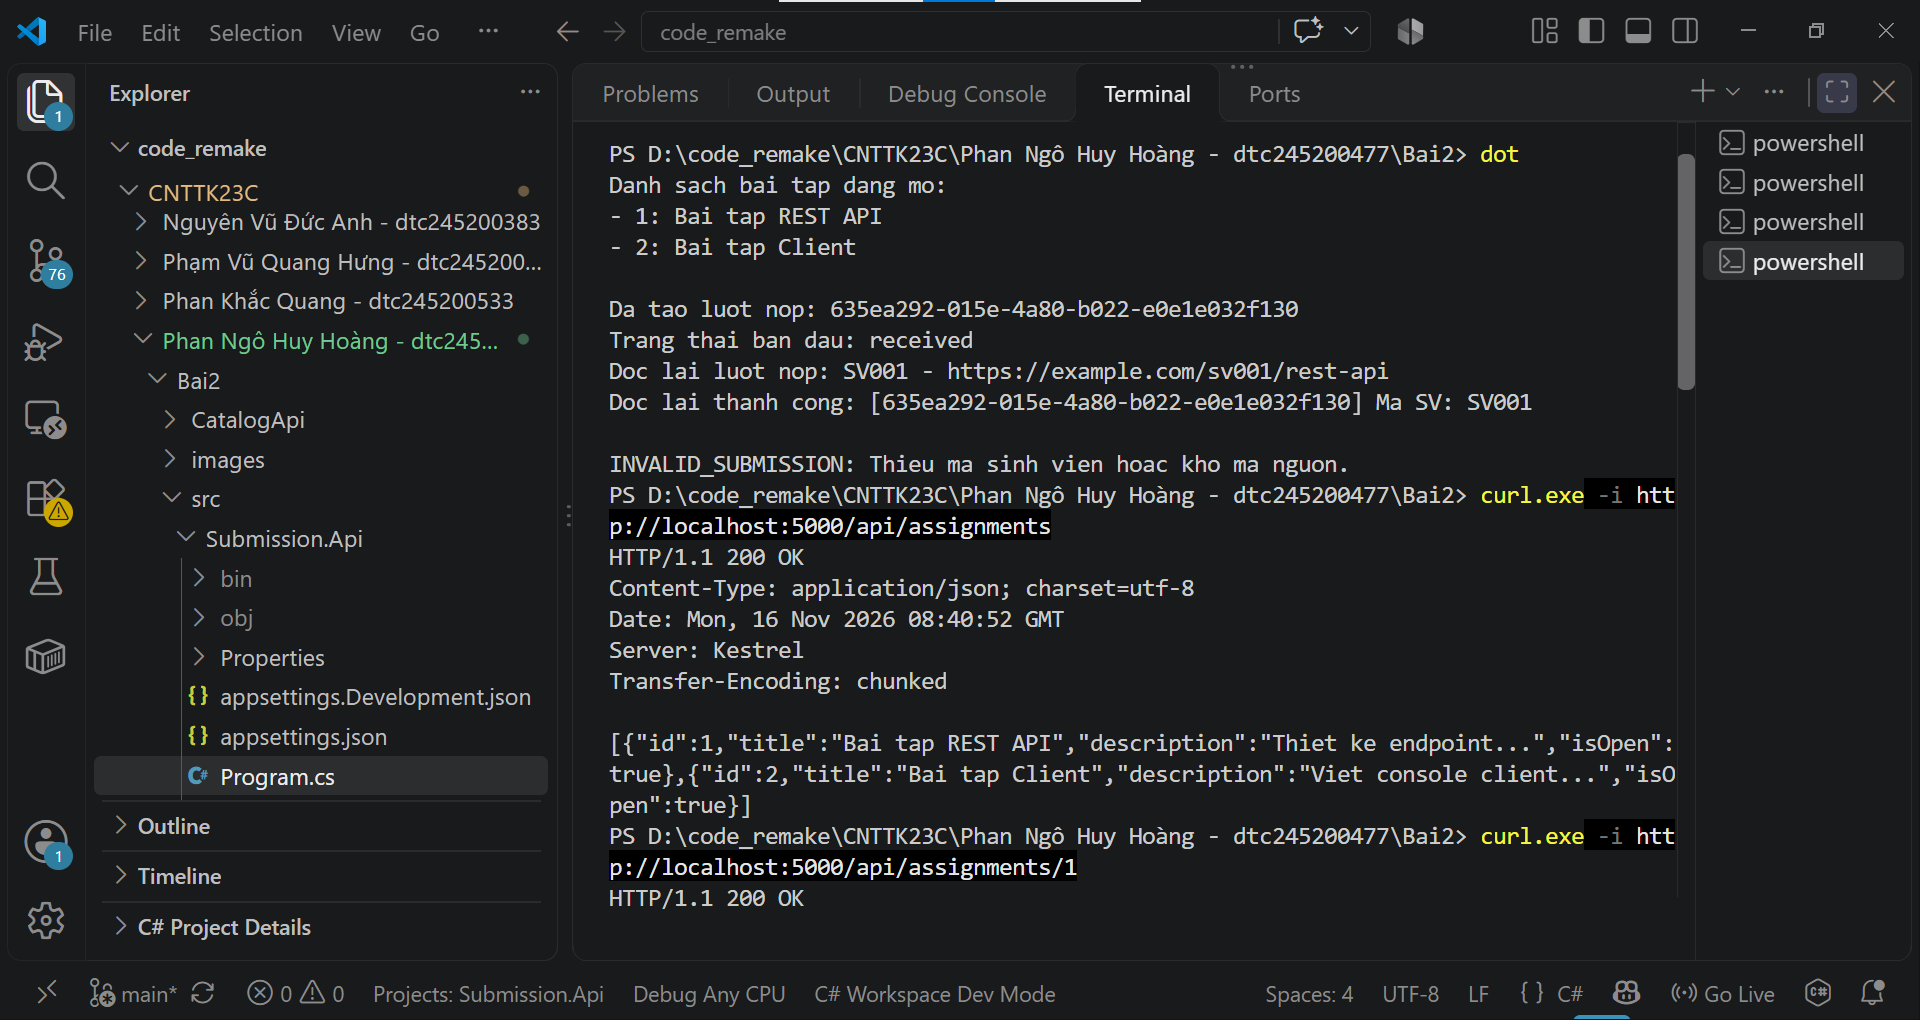 File Edit Selection View Go ... code_remake
Explorer ...
Problems Output Debug Console Terminal Ports
1
code_remake
CNTTK23C
Nguyên Vũ Đức Anh - dtc245200383
Phạm Vũ Quang Hưng - dtc245200...
76
Phan Khắc Quang - dtc245200533
Phan Ngô Huy Hoàng - dtc245...
Bai2
CatalogApi
images
src
Submission.Api
bin
obj
Properties
{} appsettings.Development.json
{} appsettings.json
C# Program.cs
Outline
1
Timeline
C# Project Details
PS D:\code_remake\CNTTK23C\Phan Ngô Huy Hoàng - dtc245200477\Bai2> dot
Danh sach bai tap dang mo:
- 1: Bai tap REST API
- 2: Bai tap Client
Da tao luot nop: 635ea292-015e-4a80-b022-e0e1e032f130
Trang thai ban dau: received
Doc lai luot nop: SV001 - https://example.com/sv001/rest-api
Doc lai thanh cong: [635ea292-015e-4a80-b022-e0e1e032f130] Ma SV: SV001
INVALID_SUBMISSION: Thieu ma sinh vien hoac kho ma nguon.
PS D:\code_remake\CNTTK23C\Phan Ngô Huy Hoàng - dtc245200477\Bai2> curl.exe -i htt
p://localhost:5000/api/assignments
HTTP/1.1 200 OK
Content-Type: application/json; charset=utf-8
Date: Mon, 16 Nov 2026 08:40:52 GMT
Server: Kestrel
Transfer-Encoding: chunked
[{"id":1,"title":"Bai tap REST API","description":"Thiet ke endpoint...","isOpen":
true},{"id":2,"title":"Bai tap Client","description":"Viet console client...","isO
pen":true}]
PS D:\code_remake\CNTTK23C\Phan Ngô Huy Hoàng - dtc245200477\Bai2> curl.exe -i htt
p://localhost:5000/api/assignments/1
HTTP/1.1 200 OK
powershell
powershell
powershell
powershell
main* 0 0 Projects: Submission.Api Debug Any CPU C# Workspace Dev Mode Spaces: 4 UTF-8 LF {} C# Go Live C#